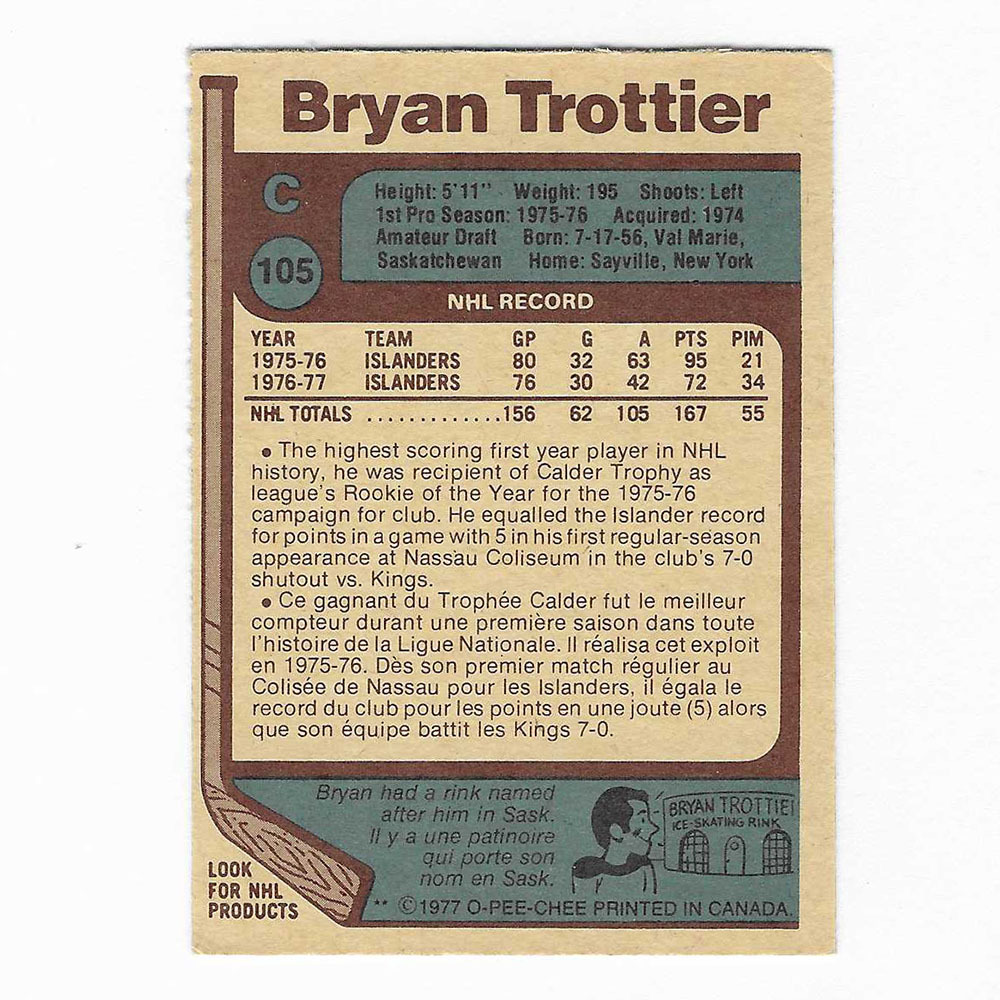 Bryan Trottier
C
Height: 5'11" Weight: 195 Shoots: Left
1st Pro Season: 1975-76 Acquired: 1974
Amateur Draft Born: 7-17-56, Val Marie,
Saskatchewan Home: Sayville, New York
105
NHL RECORD
YEAR TEAM GP G A PTS PIM
1975-76 ISLANDERS 80 32 63 95 21
1976-77 ISLANDERS 76 30 42 72 34
NHL TOTALS .............156 62 105 167 55
• The highest scoring first year player in NHL
history, he was recipient of Calder Trophy as
league's Rookie of the Year for the 1975-76
campaign for club. He equalled the Islander record
for points in a game with 5 in his first regular-season
appearance at Nassau Coliseum in the club's 7-0
shutout vs. Kings.
• Ce gagnant du Trophée Calder fut le meilleur
compteur durant une première saison dans toute
l'histoire de la Ligue Nationale. Il réalisa cet exploit
en 1975-76. Dès son premier match régulier au
Colisée de Nassau pour les Islanders, il égala le
record du club pour les points en une joute (5) alors
que son équipe battit les Kings 7-0.
Bryan had a rink named
after him in Sask.
Il y a une patinoire
qui porte son
nom en Sask.
BRYAN TROTTIE
ICE-SKATING RINK
LOOK
FOR NHL
PRODUCTS
** ©1977 O-PEE-CHEE PRINTED IN CANADA.